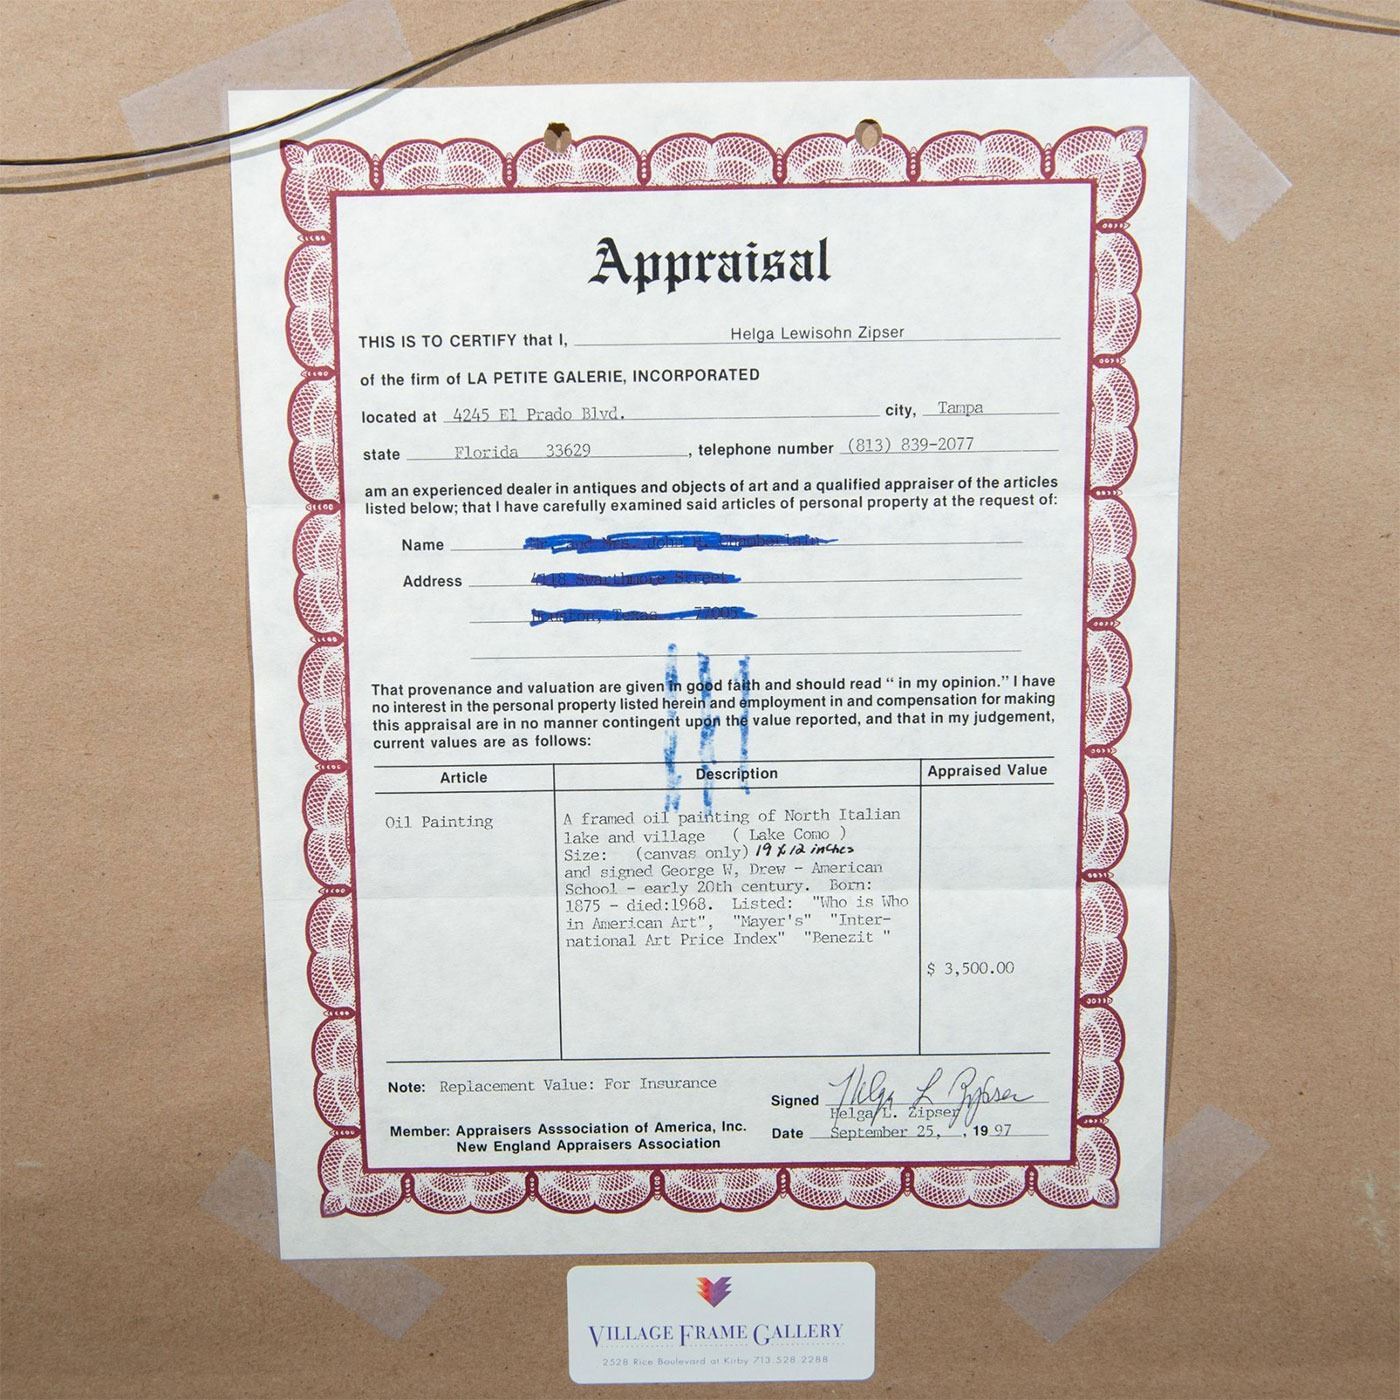 Appraisal
THIS IS TO CERTIFY that I, Helga Lewisohn Zipser
of the firm of LA PETITE GALERIE, INCORPORATED
located at 4245 El Prado Blvd. city, Tampa
state Florida 33629 , telephone number (813) 839-2077
am an experienced dealer in antiques and objects of art and a qualified appraiser of the articles
listed below; that I have carefully examined said articles of personal property at the request of:
Name
Address
That provenance and valuation are given in good faith and should read “ in my opinion.” I have
no interest in the personal property listed herein and employment in and compensation for making
this appraisal are in no manner contingent upon the value reported, and that in my judgement,
current values are as follows:
Article Description Appraised Value
Oil Painting A framed oil painting of North Italian
lake and village ( Lake Como )
Size: (canvas only) 19 x 12 inches
and signed George W, Drew - American
School - early 20th century. Born:
1875 - died:1968. Listed: "Who is Who
in American Art", "Mayer's" "Inter-
national Art Price Index" "Benezit "
$ 3,500.00
Note: Replacement Value: For Insurance
Signed Helga L Zipser
Helga L. Zipser
Member: Appraisers Asssociation of America, Inc.
New England Appraisers Association
Date September 25, , 19 97
VILLAGE FRAME GALLERY
2528 Rice Boulevard at Kirby 713.528.2288